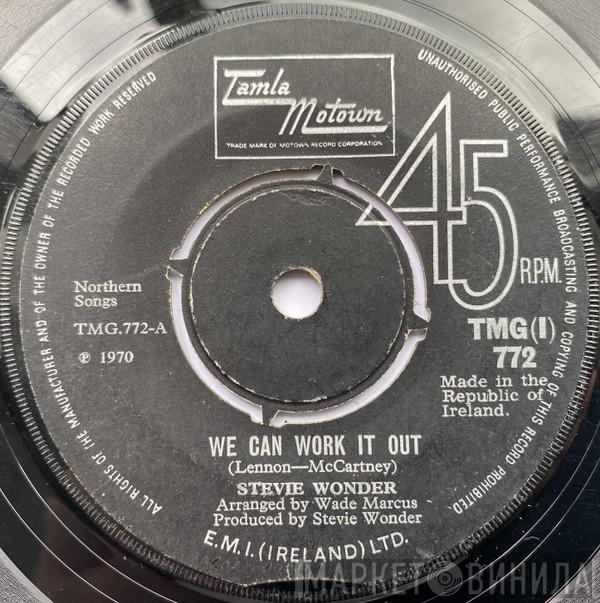 ALL RIGHTS OF THE MANUFACTURER AND OF THE OWNER OF THE RECORDED WORK RESERVED
UNAUTHORISED PUBLIC PERFORMANCE BROADCASTING AND COPYING OF THIS RECORD PROHIBITED
Tamla
Motown
TRADE MARK OF MOTOWN RECORD CORPORATION
45
R.P.M.
Northern
Songs
TMG.772-A
℗ 1970
TMG(I)
772
Made in the
Republic of
Ireland.
WE CAN WORK IT OUT
(Lennon—McCartney)
STEVIE WONDER
Arranged by Wade Marcus
Produced by Stevie Wonder
E.M.I. (IRELAND) LTD.
МАРКЕТ ВИНИЛА